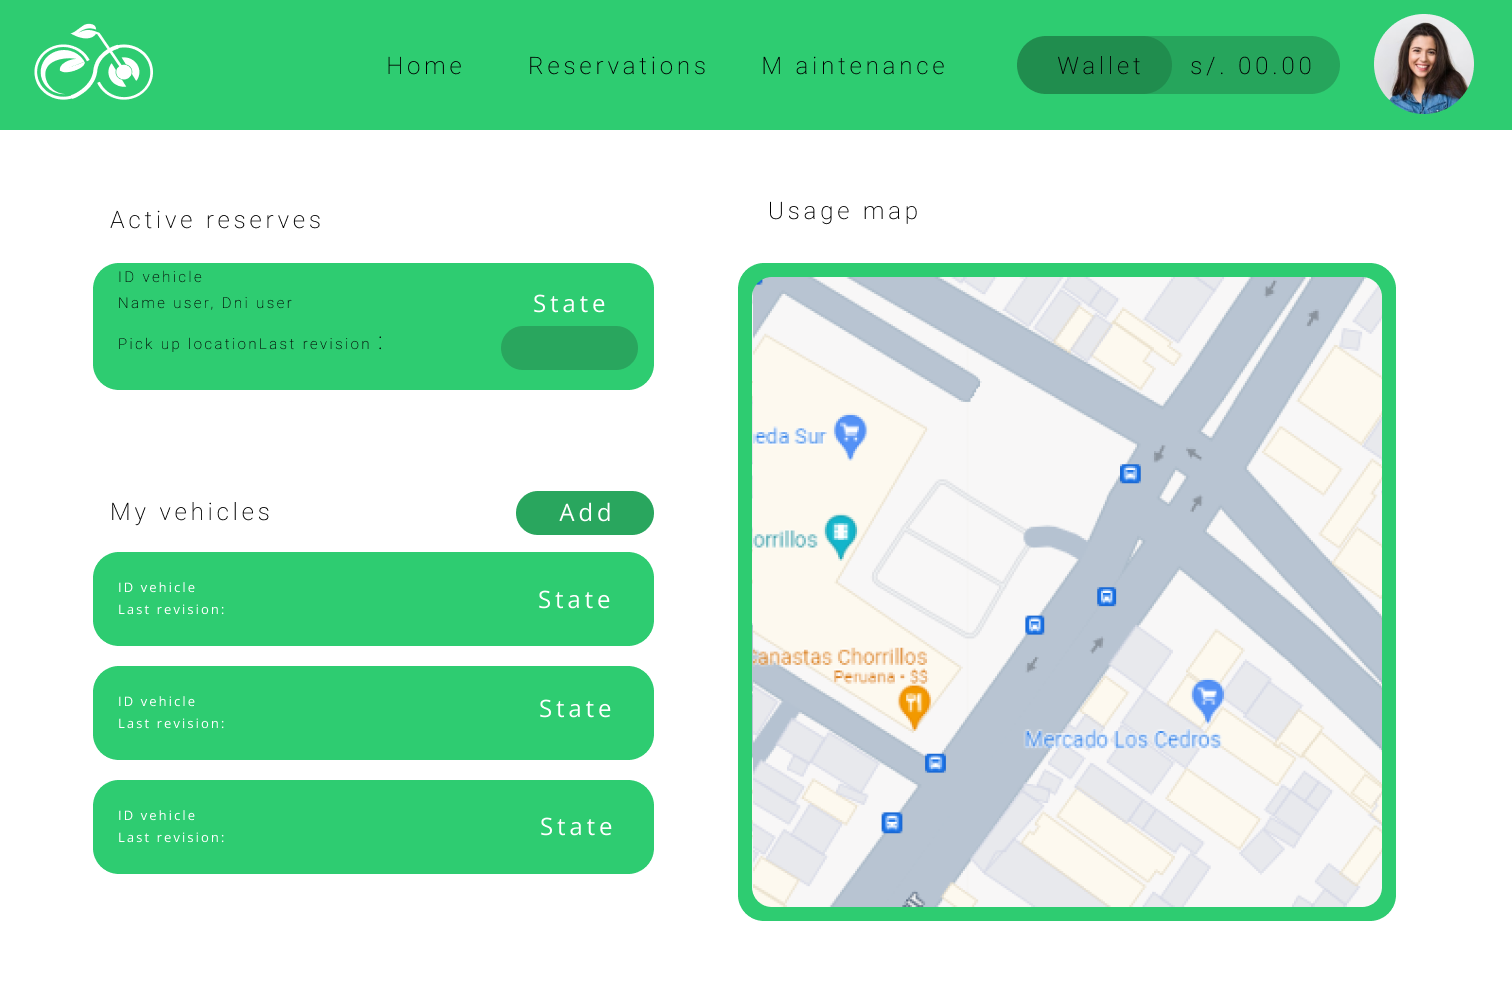 Home Reservations M aintenance Wallet s/. 00.00
Active reserves
ID vehicle
Name user, Dni user
State
Pick up locationLast revision :
My vehicles
Add
ID vehicle
Last revision:
State
ID vehicle
Last revision:
State
ID vehicle
Last revision:
State
Usage map
eda Sur
orrillos
anastas Chorrillos
Peruana • $$
Mercado Los Cedros